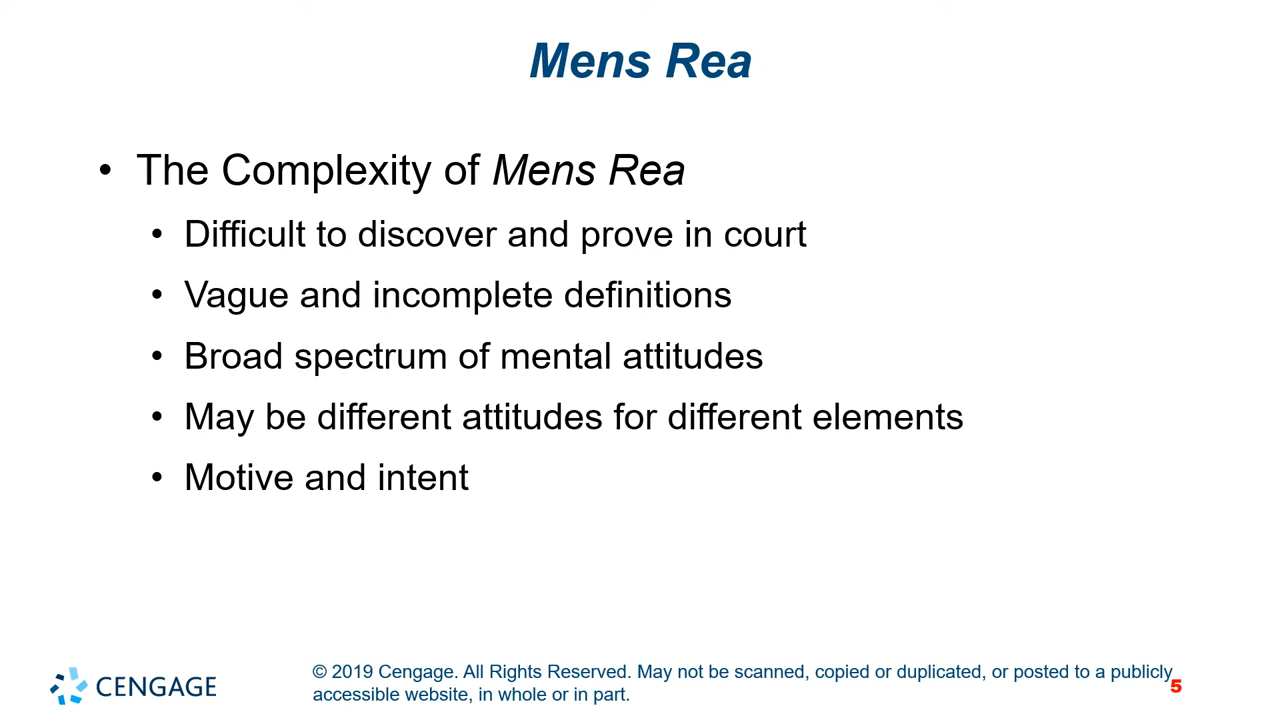 Mens Rea
• The Complexity of Mens Rea
• Difficult to discover and prove in court
• Vague and incomplete definitions
• Broad spectrum of mental attitudes
• May be different attitudes for different elements
• Motive and intent
CENGAGE
© 2019 Cengage. All Rights Reserved. May not be scanned, copied or duplicated, or posted to a publicly
accessible website, in whole or in part.
5